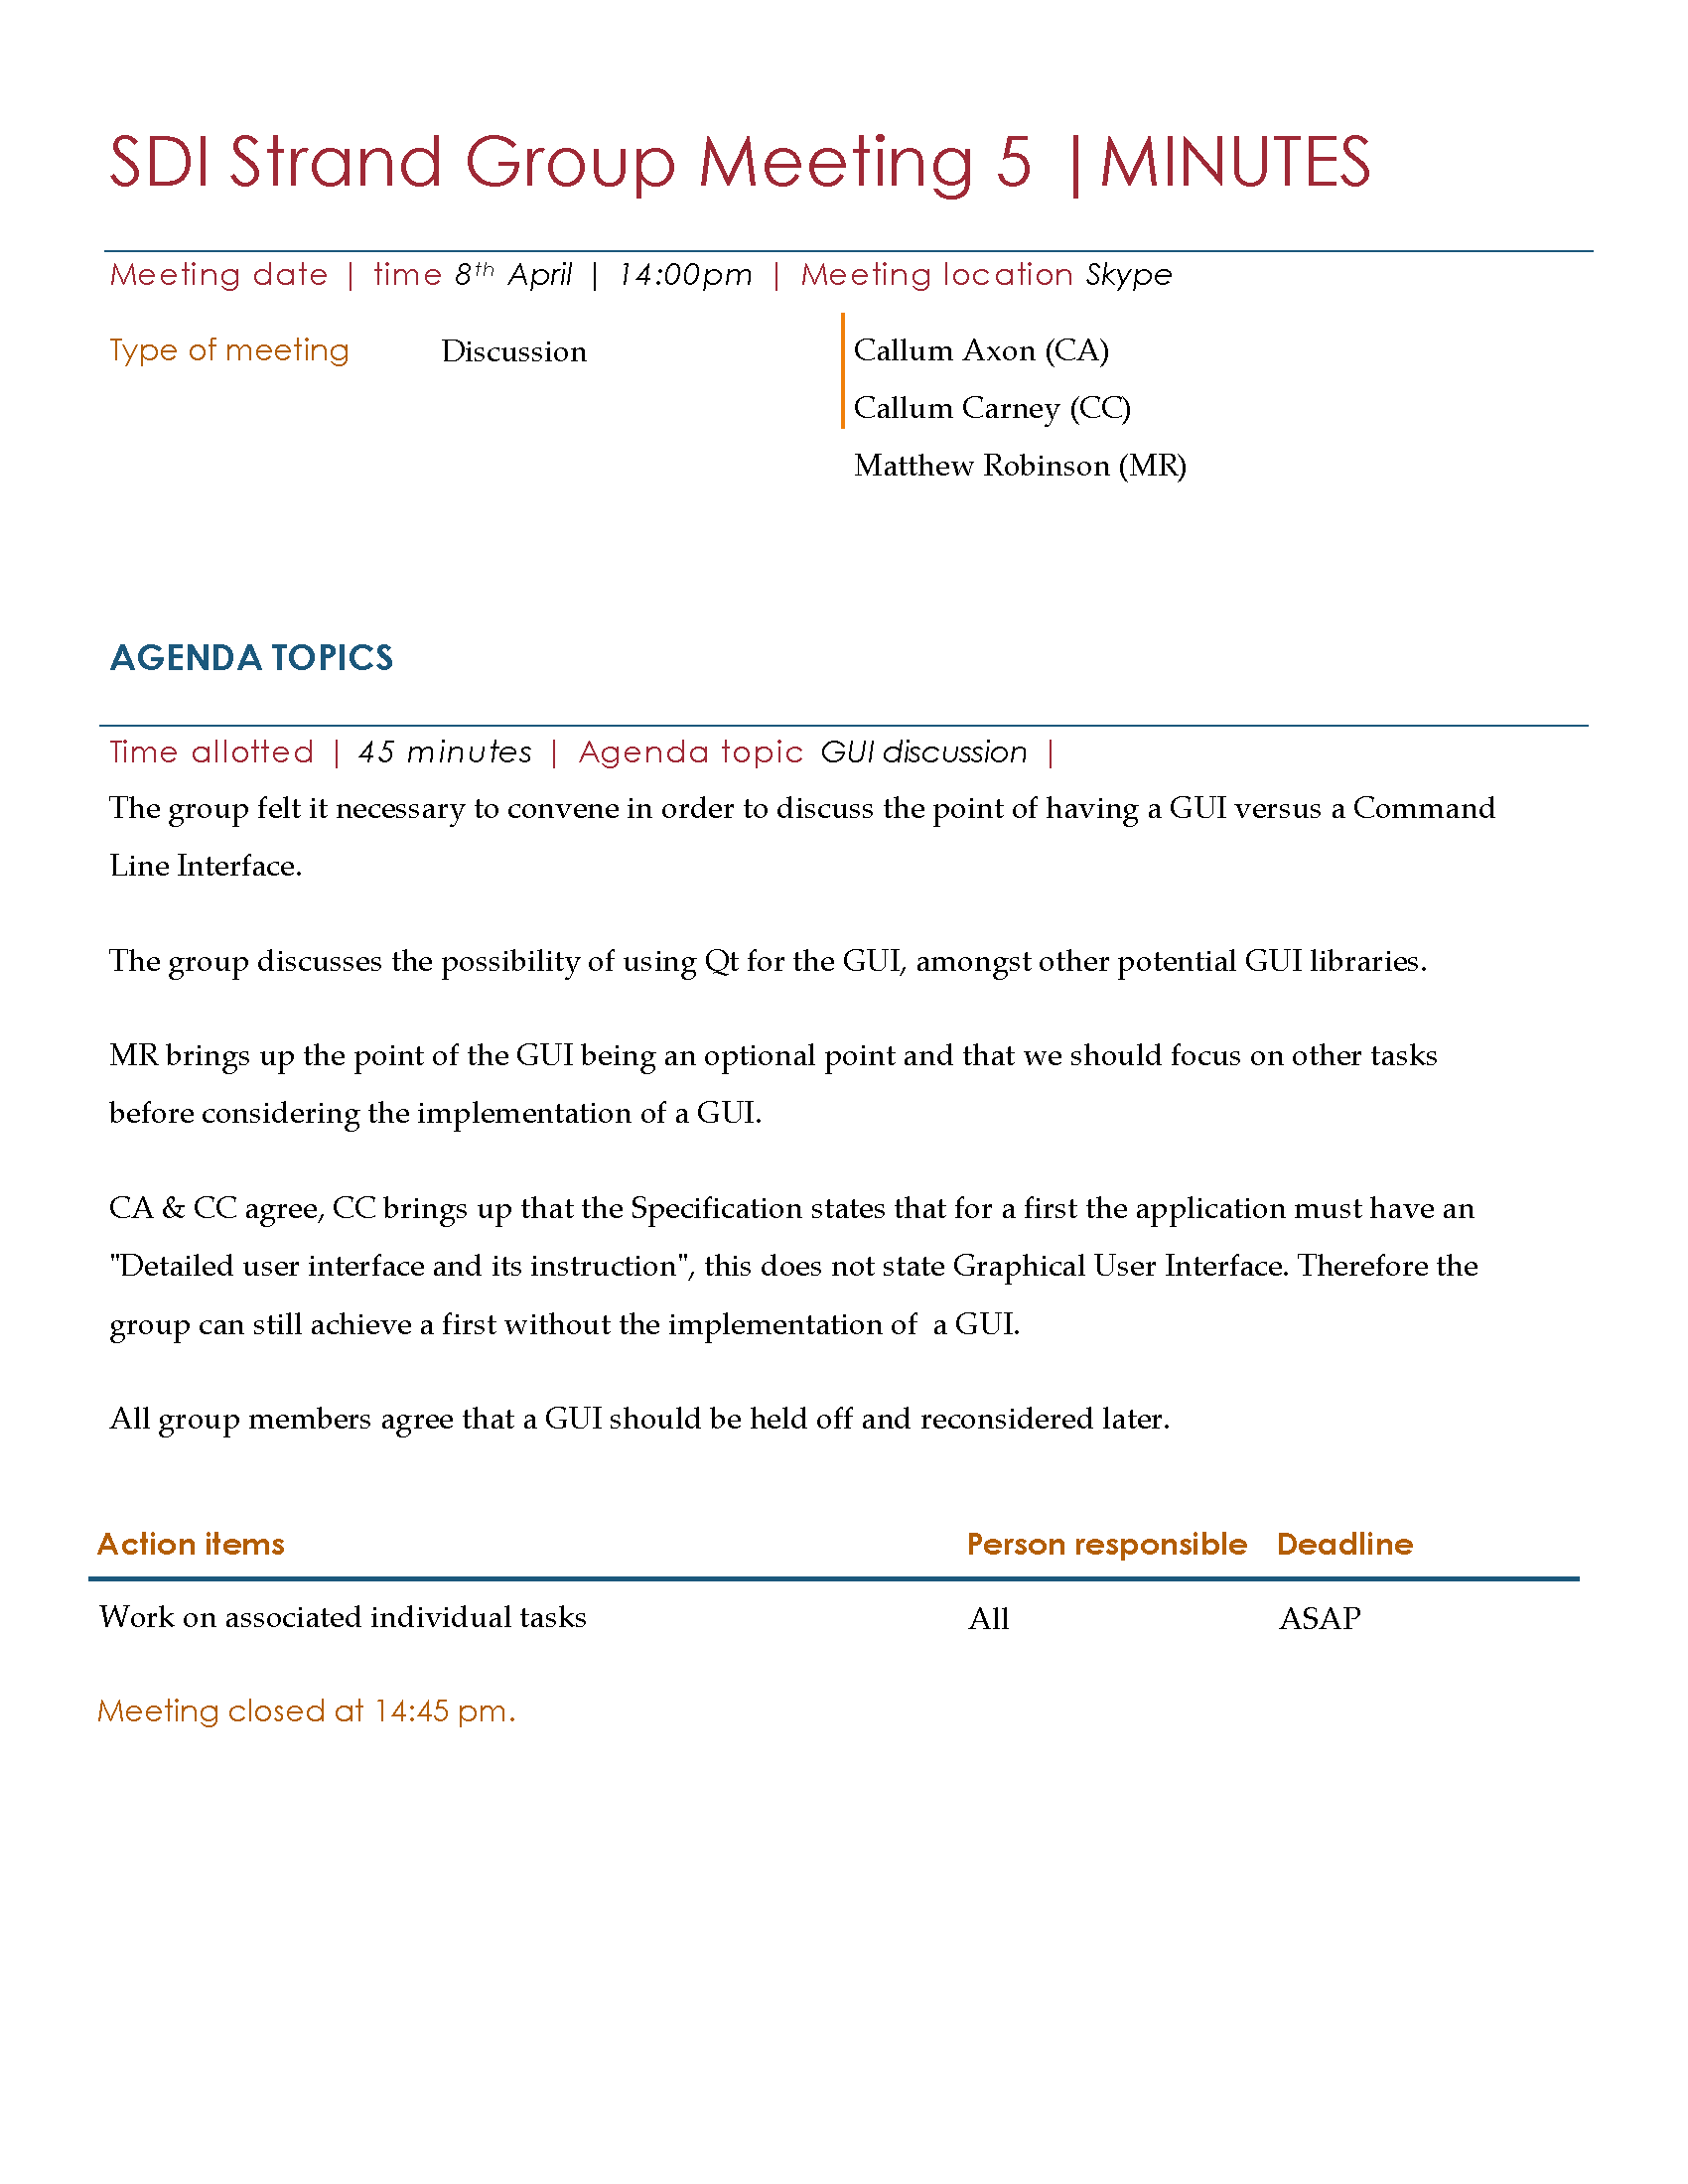 SDI Strand Group Meeting 5 |MINUTES
Meeting date | time 8th April | 14:00pm | Meeting location Skype
Type of meeting Discussion
Callum Axon (CA)
Callum Carney (CC)
Matthew Robinson (MR)
AGENDA TOPICS
Time allotted | 45 minutes | Agenda topic GUI discussion |
The group felt it necessary to convene in order to discuss the point of having a GUI versus a Command
Line Interface.
The group discusses the possibility of using Qt for the GUI, amongst other potential GUI libraries.
MR brings up the point of the GUI being an optional point and that we should focus on other tasks
before considering the implementation of a GUI.
CA & CC agree, CC brings up that the Specification states that for a first the application must have an
"Detailed user interface and its instruction", this does not state Graphical User Interface. Therefore the
group can still achieve a first without the implementation of a GUI.
All group members agree that a GUI should be held off and reconsidered later.
Action items Person responsible Deadline
Work on associated individual tasks All ASAP
Meeting closed at 14:45 pm.